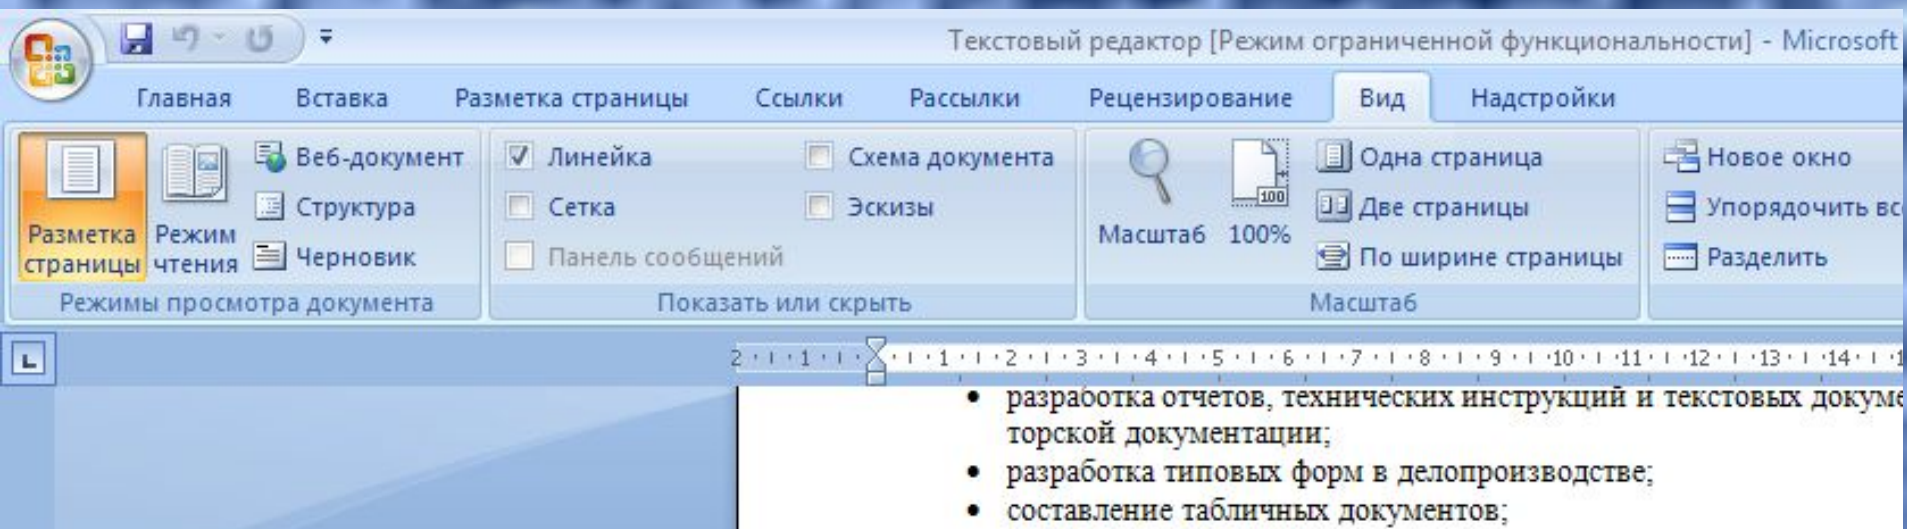 Текстовый редактор [Режим ограниченной функциональности] - Microsoft
Главная Вставка Разметка страницы Ссылки Рассылки Рецензирование Вид Надстройки
Разметка страницы
Режим чтения
Веб-документ
Структура
Черновик
Режимы просмотра документа
Линейка
Сетка
Панель сообщений
Схема документа
Эскизы
Показать или скрыть
Масштаб
100
100%
Одна страница
Две страницы
По ширине страницы
Масштаб
Новое окно
Упорядочить
Разделить
2 1 1 2 3 4 5 6 7 8 9 10 11 12 13 14
• разработка отчетов, технических инструкций и текстовых
торской документации;
• разработка типовых форм в делопроизводстве;
• составление табличных документов;